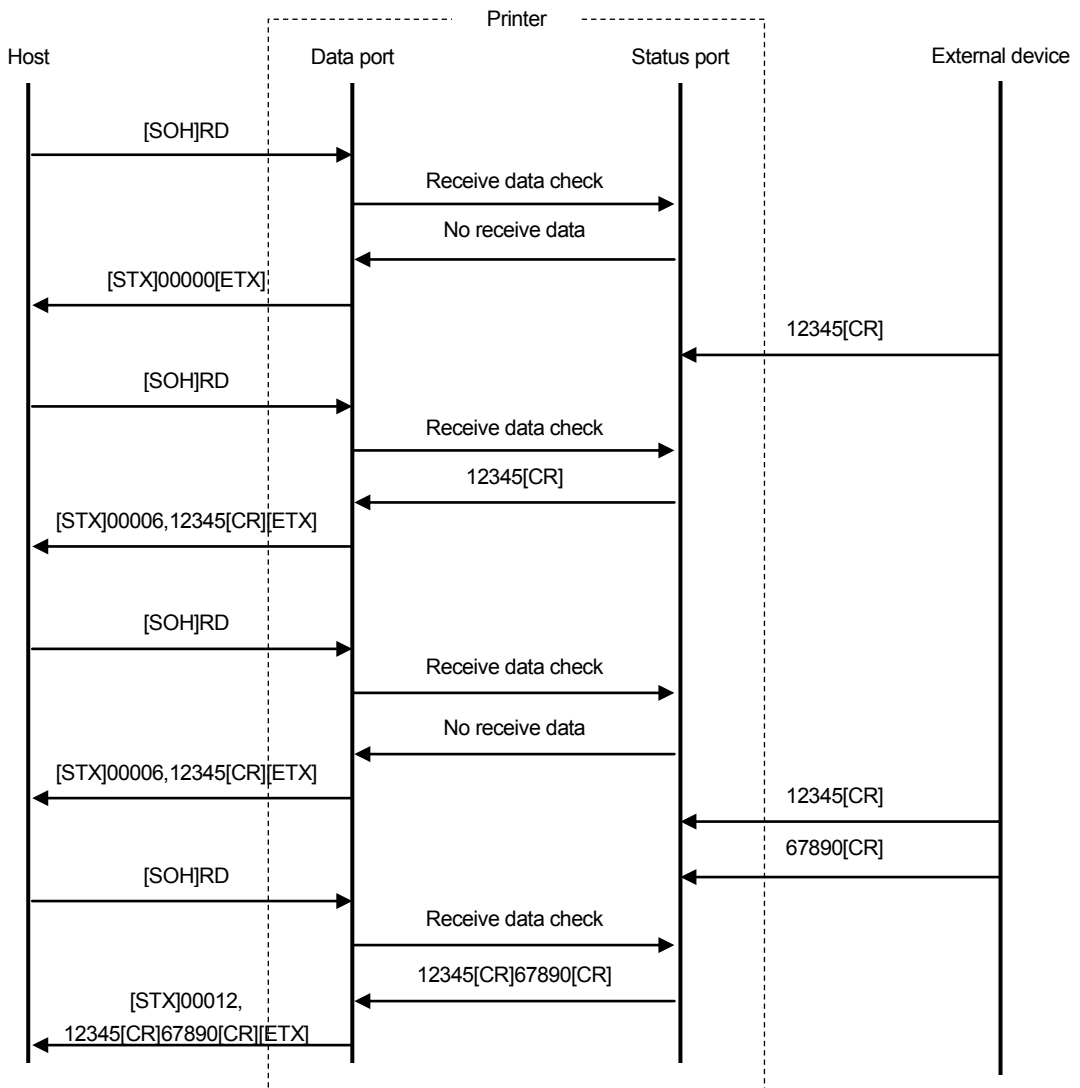 Printer
Host
Data port
Status port
External device
[SOH]RD
Receive data check
No receive data
[STX]00000[ETX]
12345[CR]
[SOH]RD
Receive data check
12345[CR]
[STX]00006,12345[CR][ETX]
[SOH]RD
Receive data check
No receive data
[STX]00006,12345[CR][ETX]
12345[CR]
67890[CR]
[SOH]RD
Receive data check
12345[CR]67890[CR]
[STX]00012,
12345[CR]67890[CR][ETX]